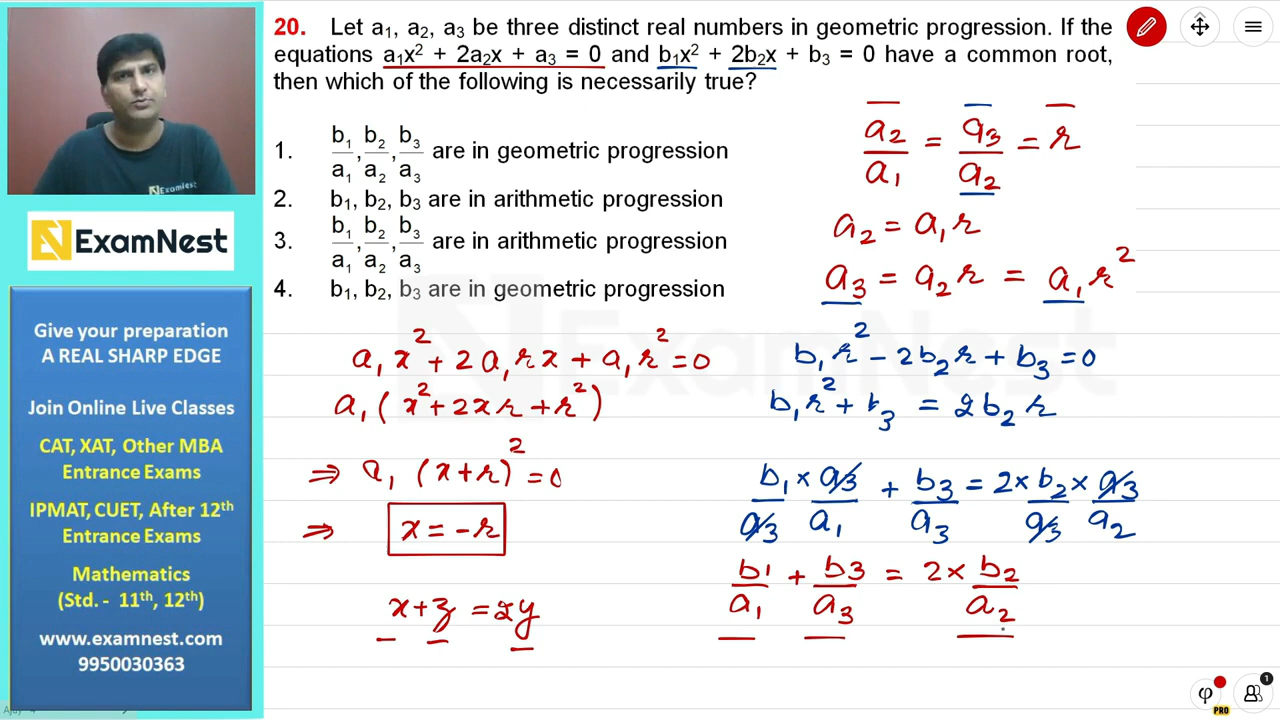 20. Let a₁, a₂, a₃ be three distinct real numbers in geometric progression. If the
equations a₁x² + 2a₂x + a₃ = 0 and b₁x² + 2b₂x + b₃ = 0 have a common root,
then which of the following is necessarily true?
1. b₁/a₁, b₂/a₂, b₃/a₃ are in geometric progression
2. b₁, b₂, b₃ are in arithmetic progression
3. b₁/a₁, b₂/a₂, b₃/a₃ are in arithmetic progression
4. b₁, b₂, b₃ are in geometric progression
a₂/a₁ = a₃/a₂ = r
a₂ = a₁r
a₃ = a₂r = a₁r²
a₁x² + 2a₁rx + a₁r² = 0
a₁(x² + 2xr + r²)
⇒ a₁(x+r)² = 0
⇒ x = -r
x + z = 2y
b₁r² - 2b₂r + b₃ = 0
b₁r² + b₃ = 2b₂r
b₁/a₃ × a₃/a₁ + b₃/a₃ = 2 × b₂/a₃ × a₃/a₂
b₁/a₁ + b₃/a₃ = 2 × b₂/a₂
ExamNest
Examnest
ExamNest
Give your preparation
A REAL SHARP EDGE
Join Online Live Classes
CAT, XAT, Other MBA
Entrance Exams
IPMAT, CUET, After 12th
Entrance Exams
Mathematics
(Std. - 11th, 12th)
www.examnest.com
9950030363
φ
PRO
1